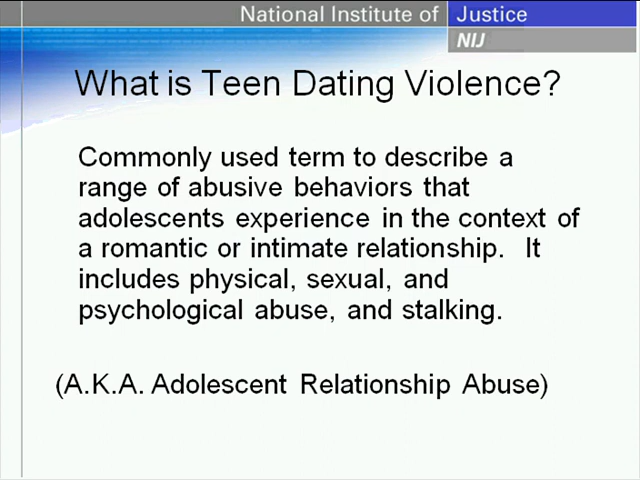 National Institute of Justice
NIJ
What is Teen Dating Violence?
Commonly used term to describe a
range of abusive behaviors that
adolescents experience in the context of
a romantic or intimate relationship.  It
includes physical, sexual, and
psychological abuse, and stalking.
(A.K.A. Adolescent Relationship Abuse)